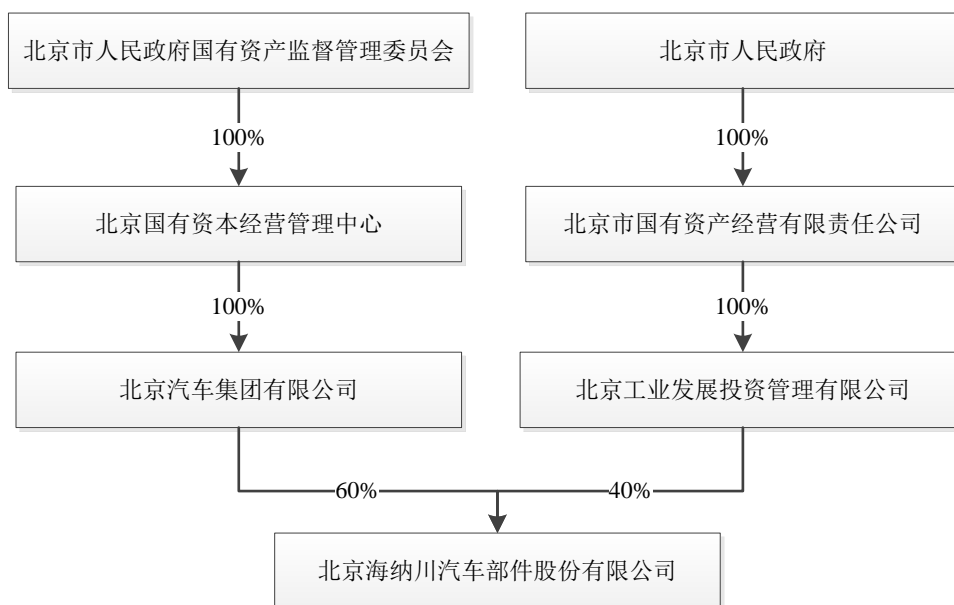 北京市人民政府国有资产监督管理委员会
北京市人民政府
100%
100%
北京国有资本经营管理中心
北京市国有资产经营有限责任公司
100%
100%
北京汽车集团有限公司
北京工业发展投资管理有限公司
60%
40%
北京海纳川汽车部件股份有限公司